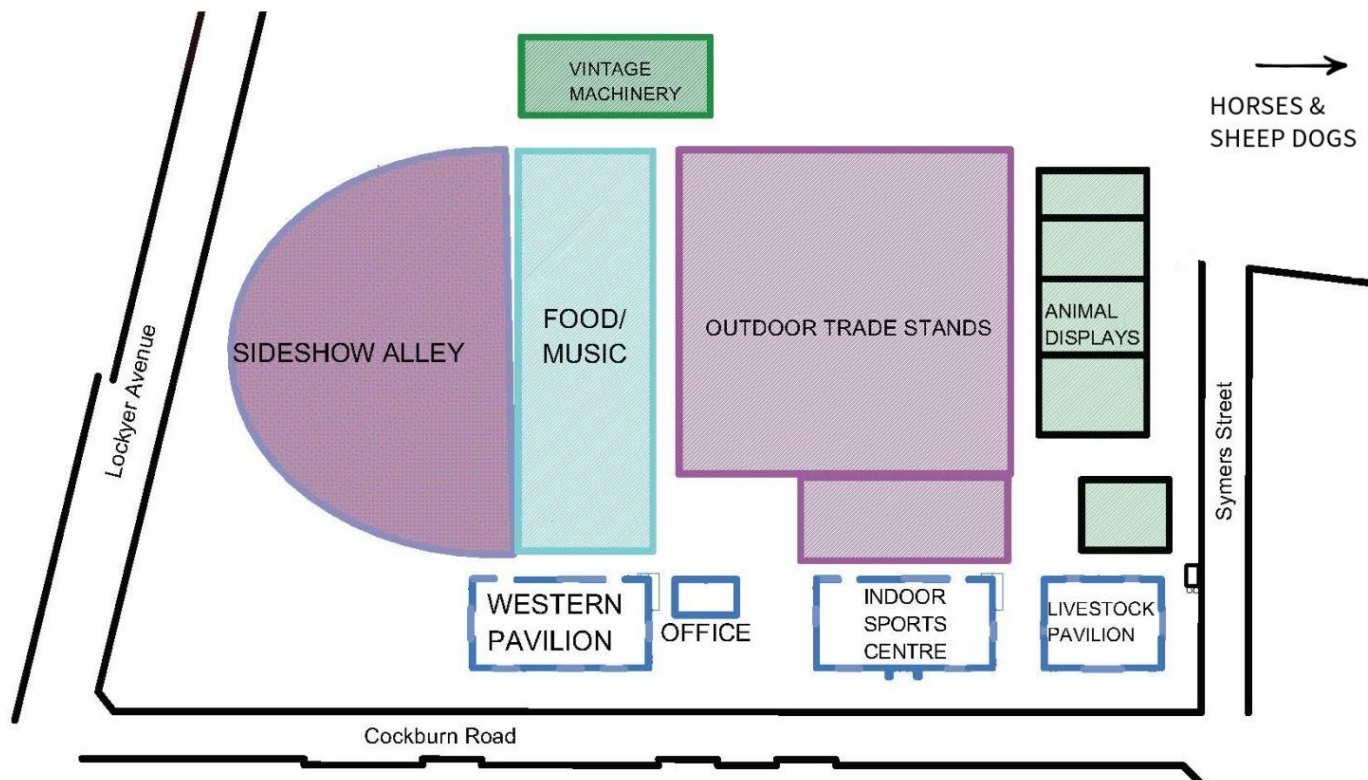 VINTAGE
MACHINERY
HORSES &
SHEEP DOGS
SIDESHOW ALLEY
FOOD/
MUSIC
OUTDOOR TRADE STANDS
ANIMAL
DISPLAYS
Lockyer Avenue
Symers Street
WESTERN
PAVILION
OFFICE
INDOOR
SPORTS
CENTRE
LIVESTOCK
PAVILION
Cockburn Road